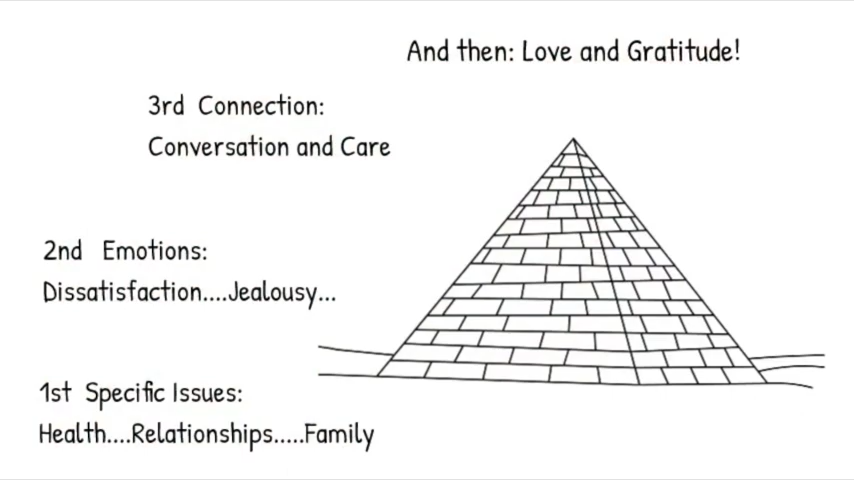 And then: Love and Gratitude!
3rd Connection:
Conversation and Care
2nd Emotions:
Dissatisfaction....Jealousy...
1st Specific Issues:
Health....Relationships.....Family